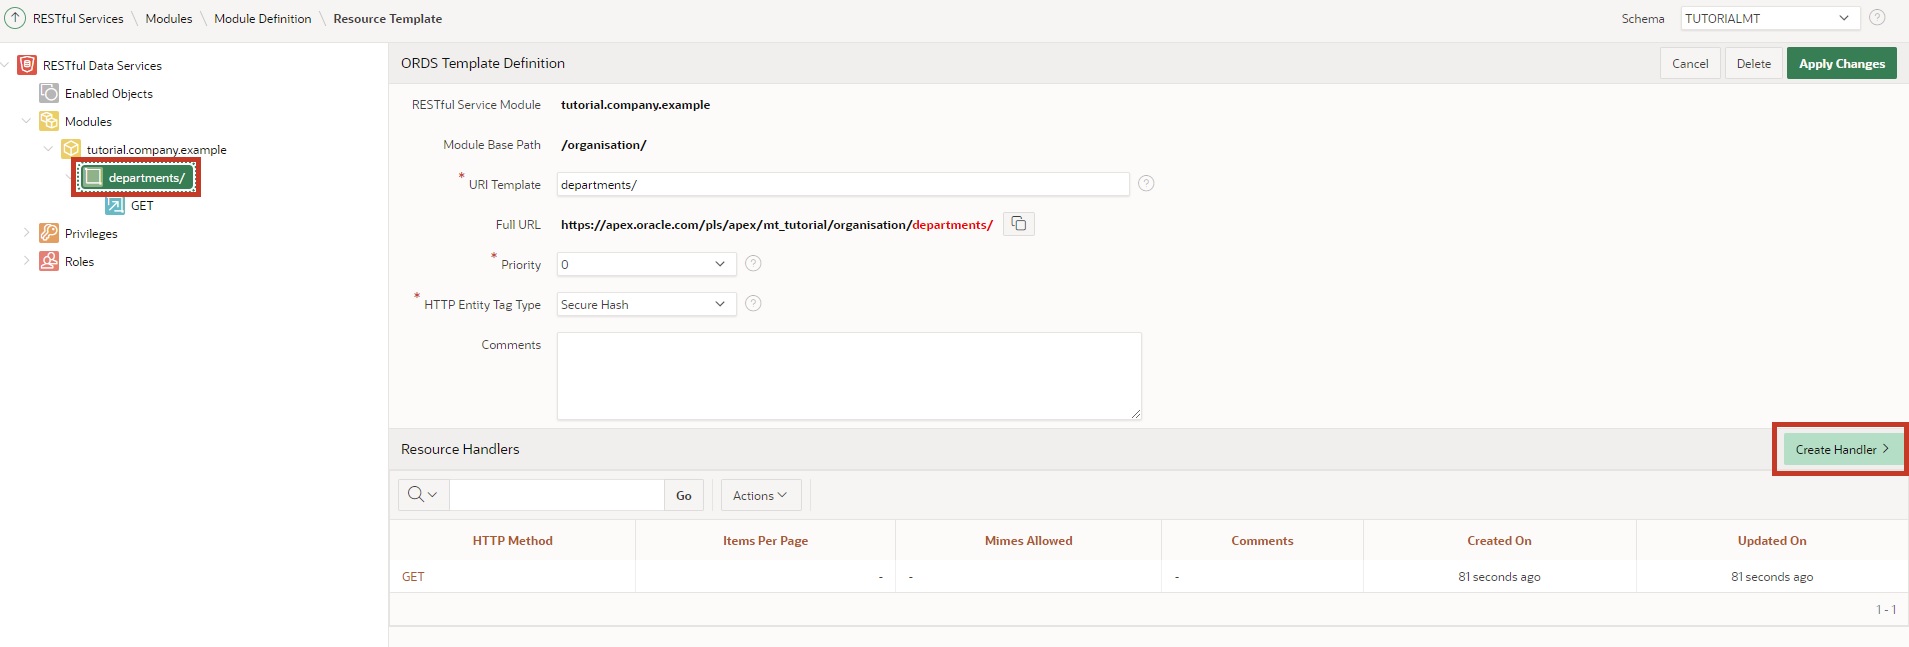 RESTful Services \ Modules \ Module Definition \ Resource Template
Schema TUTORIALMT
RESTful Data Services
Enabled Objects
Modules
tutorial.company.example
departments/
GET
Privileges
Roles
ORDS Template Definition
Cancel Delete Apply Changes
RESTful Service Module tutorial.company.example
Module Base Path /organisation/
* URI Template departments/
Full URL https://apex.oracle.com/pls/apex/mt_tutorial/organisation/departments/
* Priority 0
* HTTP Entity Tag Type Secure Hash
Comments
Resource Handlers
Create Handler >
Go Actions
HTTP Method Items Per Page Mimes Allowed Comments Created On Updated On
GET - - - 81 seconds ago 81 seconds ago
1 - 1